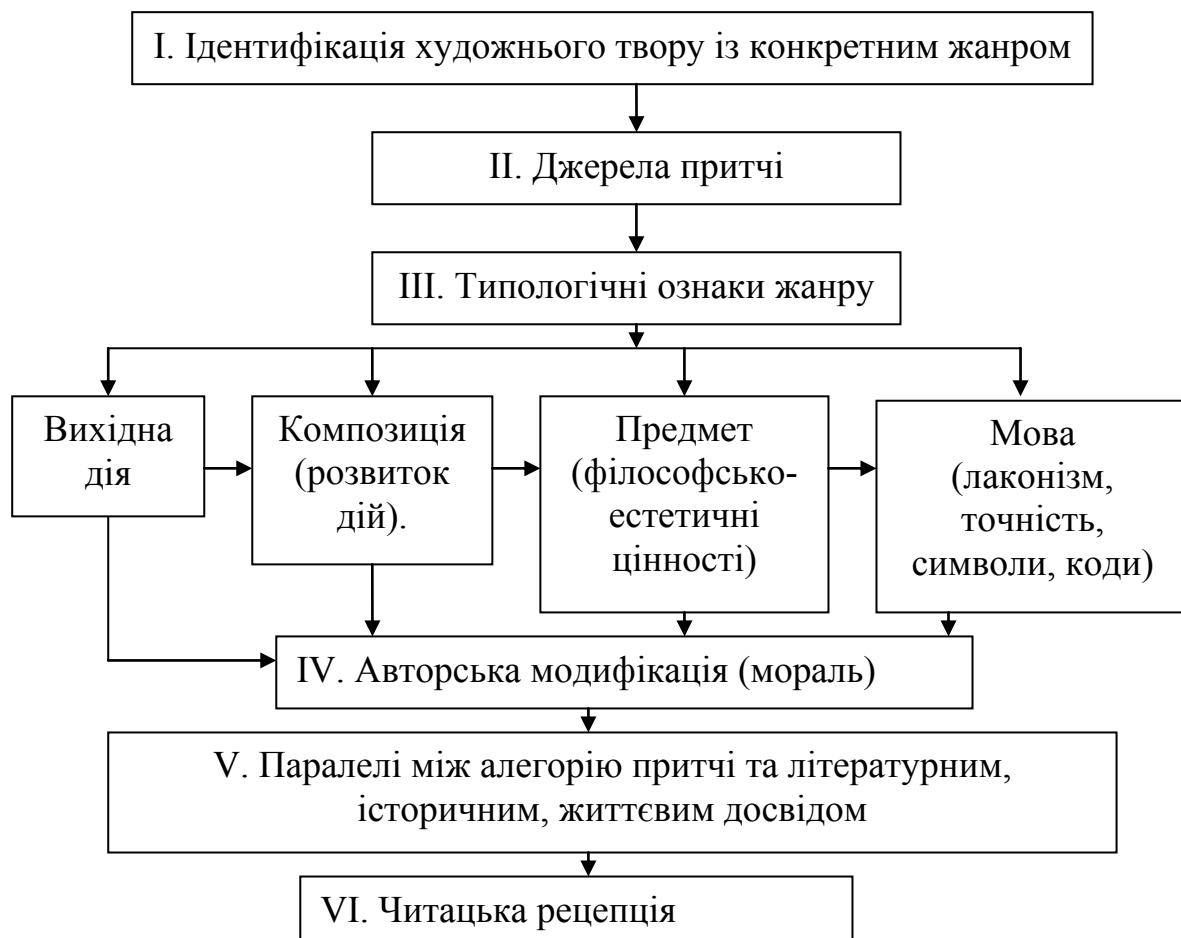 I. Ідентифікація художнього твору із конкретним жанром
II. Джерела притчі
III. Типологічні ознаки жанру
Вихідна
дія
Композиція
(розвиток
дій).
Предмет
(філософсько-
естетичні
цінності)
Мова
(лаконізм,
точність,
символи, коди)
IV. Авторська модифікація (мораль)
V. Паралелі між алегорію притчі та літературним,
історичним, життєвим досвідом
VI. Читацька рецепція